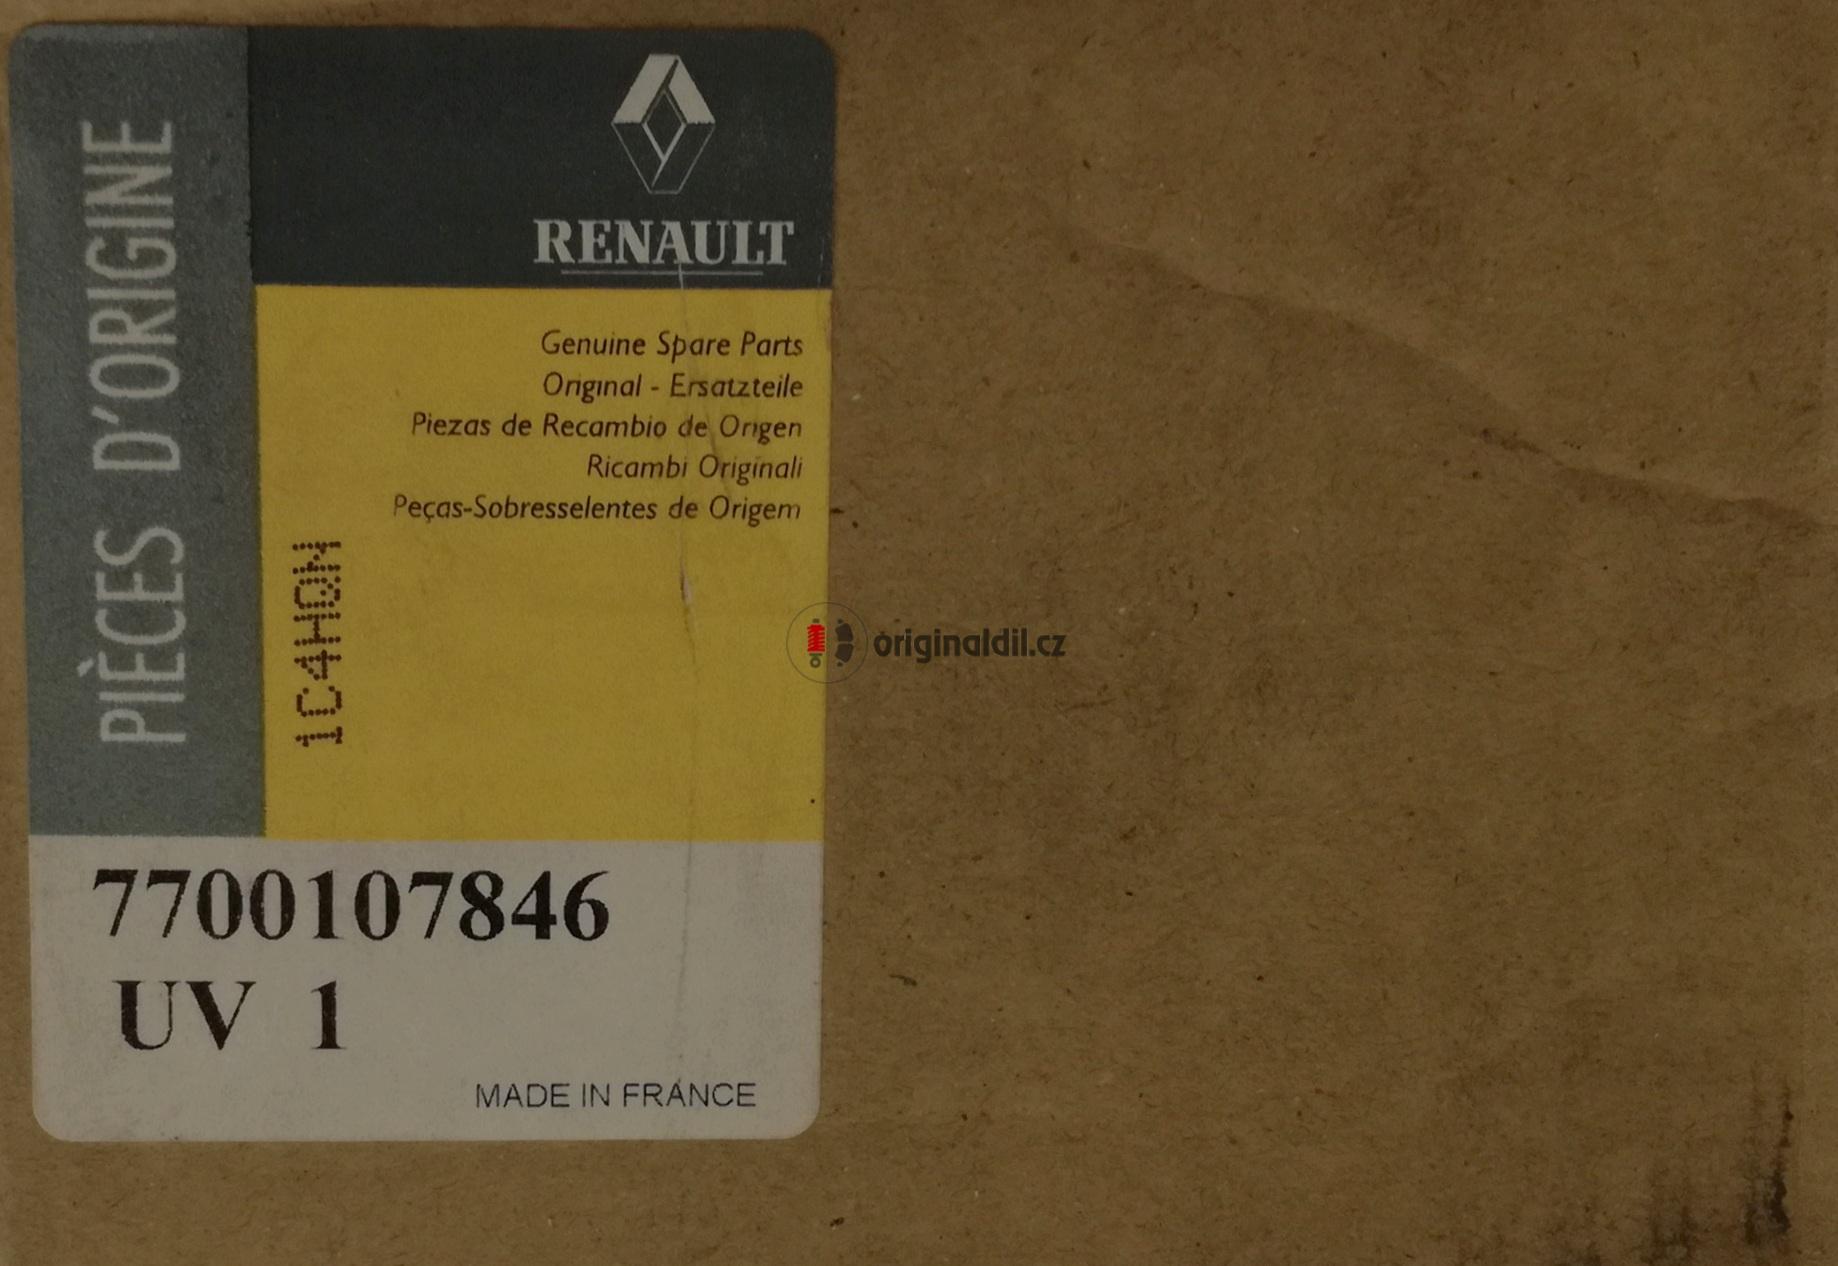 PIÈCES D'ORIGINE
RENAULT
Genuine Spare Parts
Original - Ersatzteile
Piezas de Recambio de Origen
Ricambi Originali
Peças-Sobresselentes de Origem
1C4HQN
originaldil.cz
7700107846
UV 1
MADE IN FRANCE